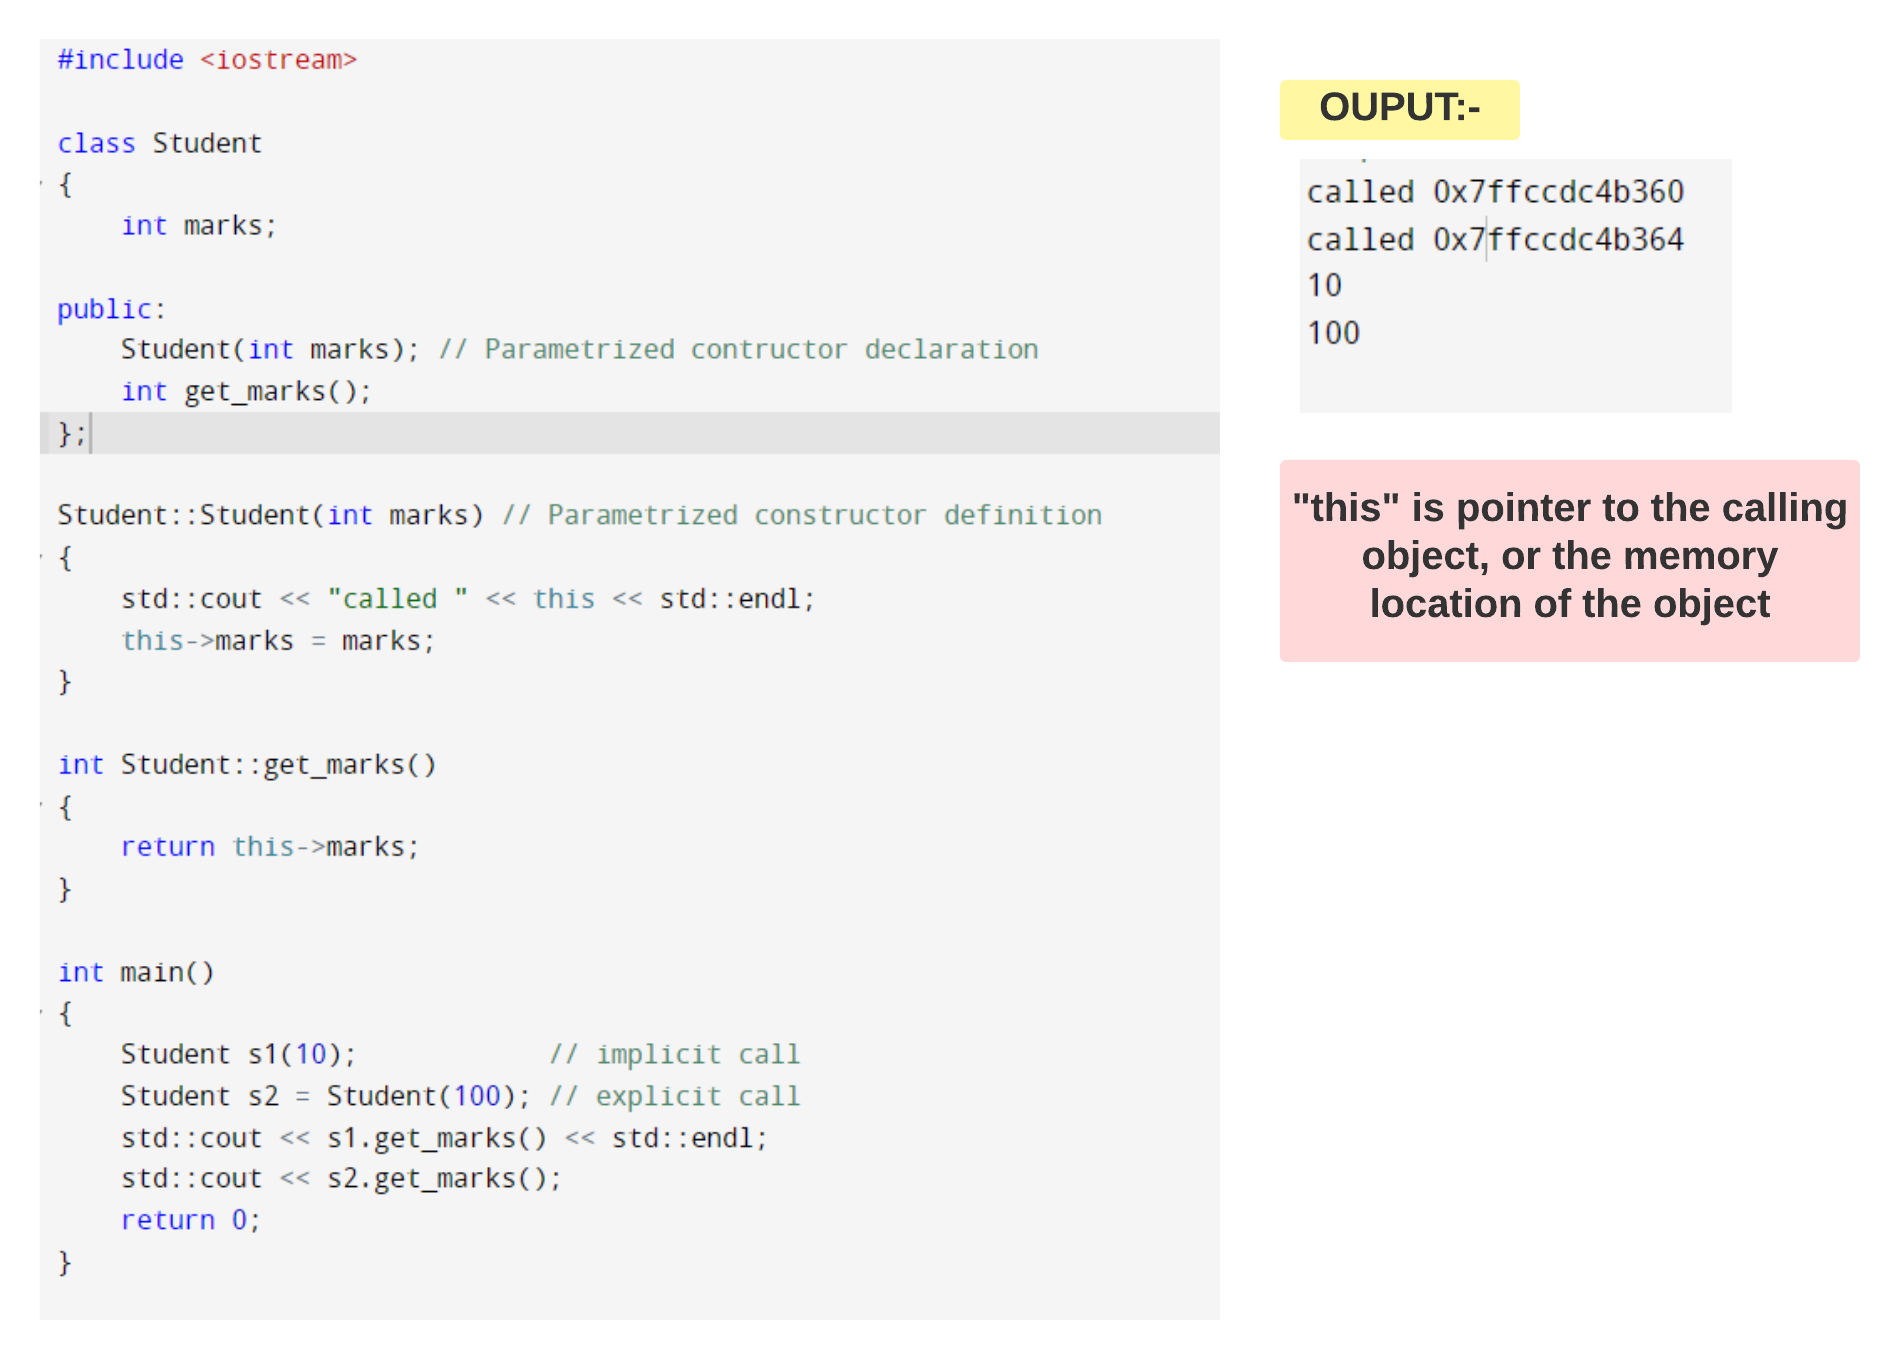 #include <iostream>
class Student
{
    int marks;
public:
    Student(int marks); // Parametrized contructor declaration
    int get_marks();
};
Student::Student(int marks) // Parametrized constructor definition
{
    std::cout << "called " << this << std::endl;
    this->marks = marks;
}
int Student::get_marks()
{
    return this->marks;
}
int main()
{
    Student s1(10);            // implicit call
    Student s2 = Student(100); // explicit call
    std::cout << s1.get_marks() << std::endl;
    std::cout << s2.get_marks();
    return 0;
}
OUPUT:-
called 0x7ffccdc4b360
called 0x7ffccdc4b364
10
100
"this" is pointer to the calling
object, or the memory
location of the object